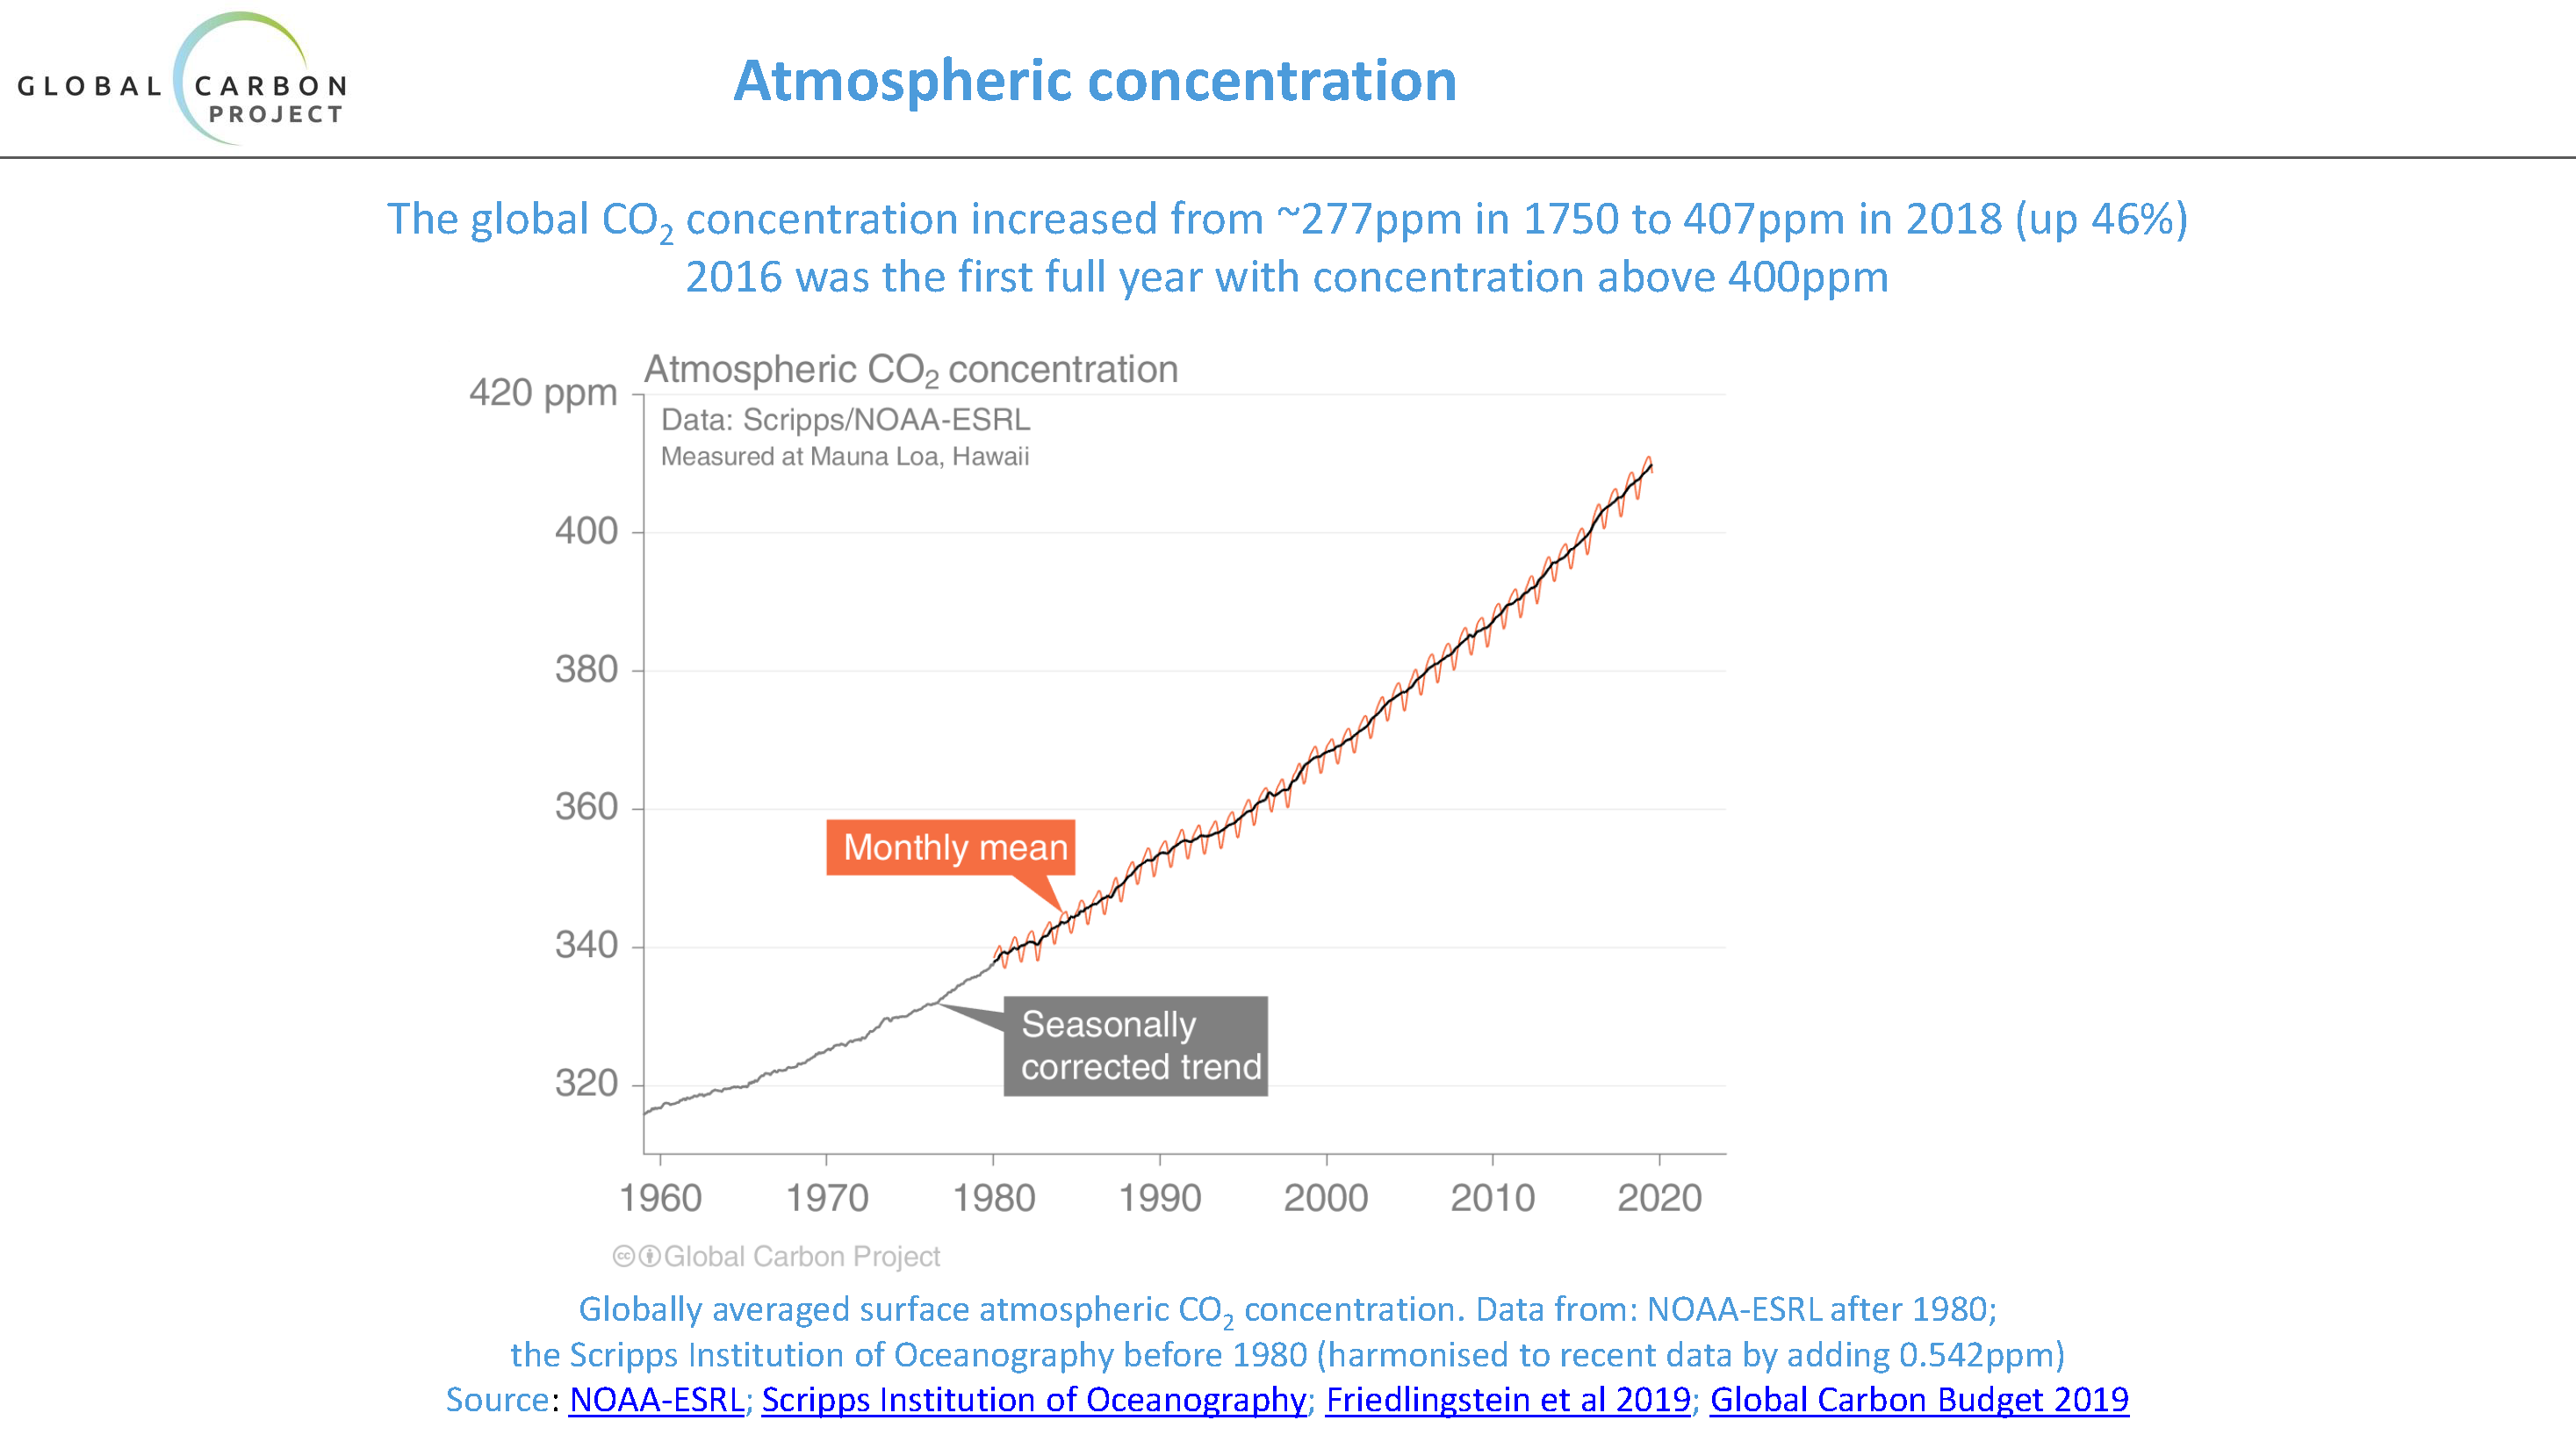 GLOBAL CARBON
PROJECT
Atmospheric concentration
The global CO₂ concentration increased from ~277ppm in 1750 to 407ppm in 2018 (up 46%)
2016 was the first full year with concentration above 400ppm
Atmospheric CO₂ concentration
420 ppm
Data: Scripps/NOAA-ESRL
Measured at Mauna Loa, Hawaii
400
380
360
Monthly mean
340
Seasonally
corrected trend
320
1960 1970 1980 1990 2000 2010 2020
Global Carbon Project
Globally averaged surface atmospheric CO₂ concentration. Data from: NOAA-ESRL after 1980;
the Scripps Institution of Oceanography before 1980 (harmonised to recent data by adding 0.542ppm)
Source: NOAA-ESRL; Scripps Institution of Oceanography; Friedlingstein et al 2019; Global Carbon Budget 2019